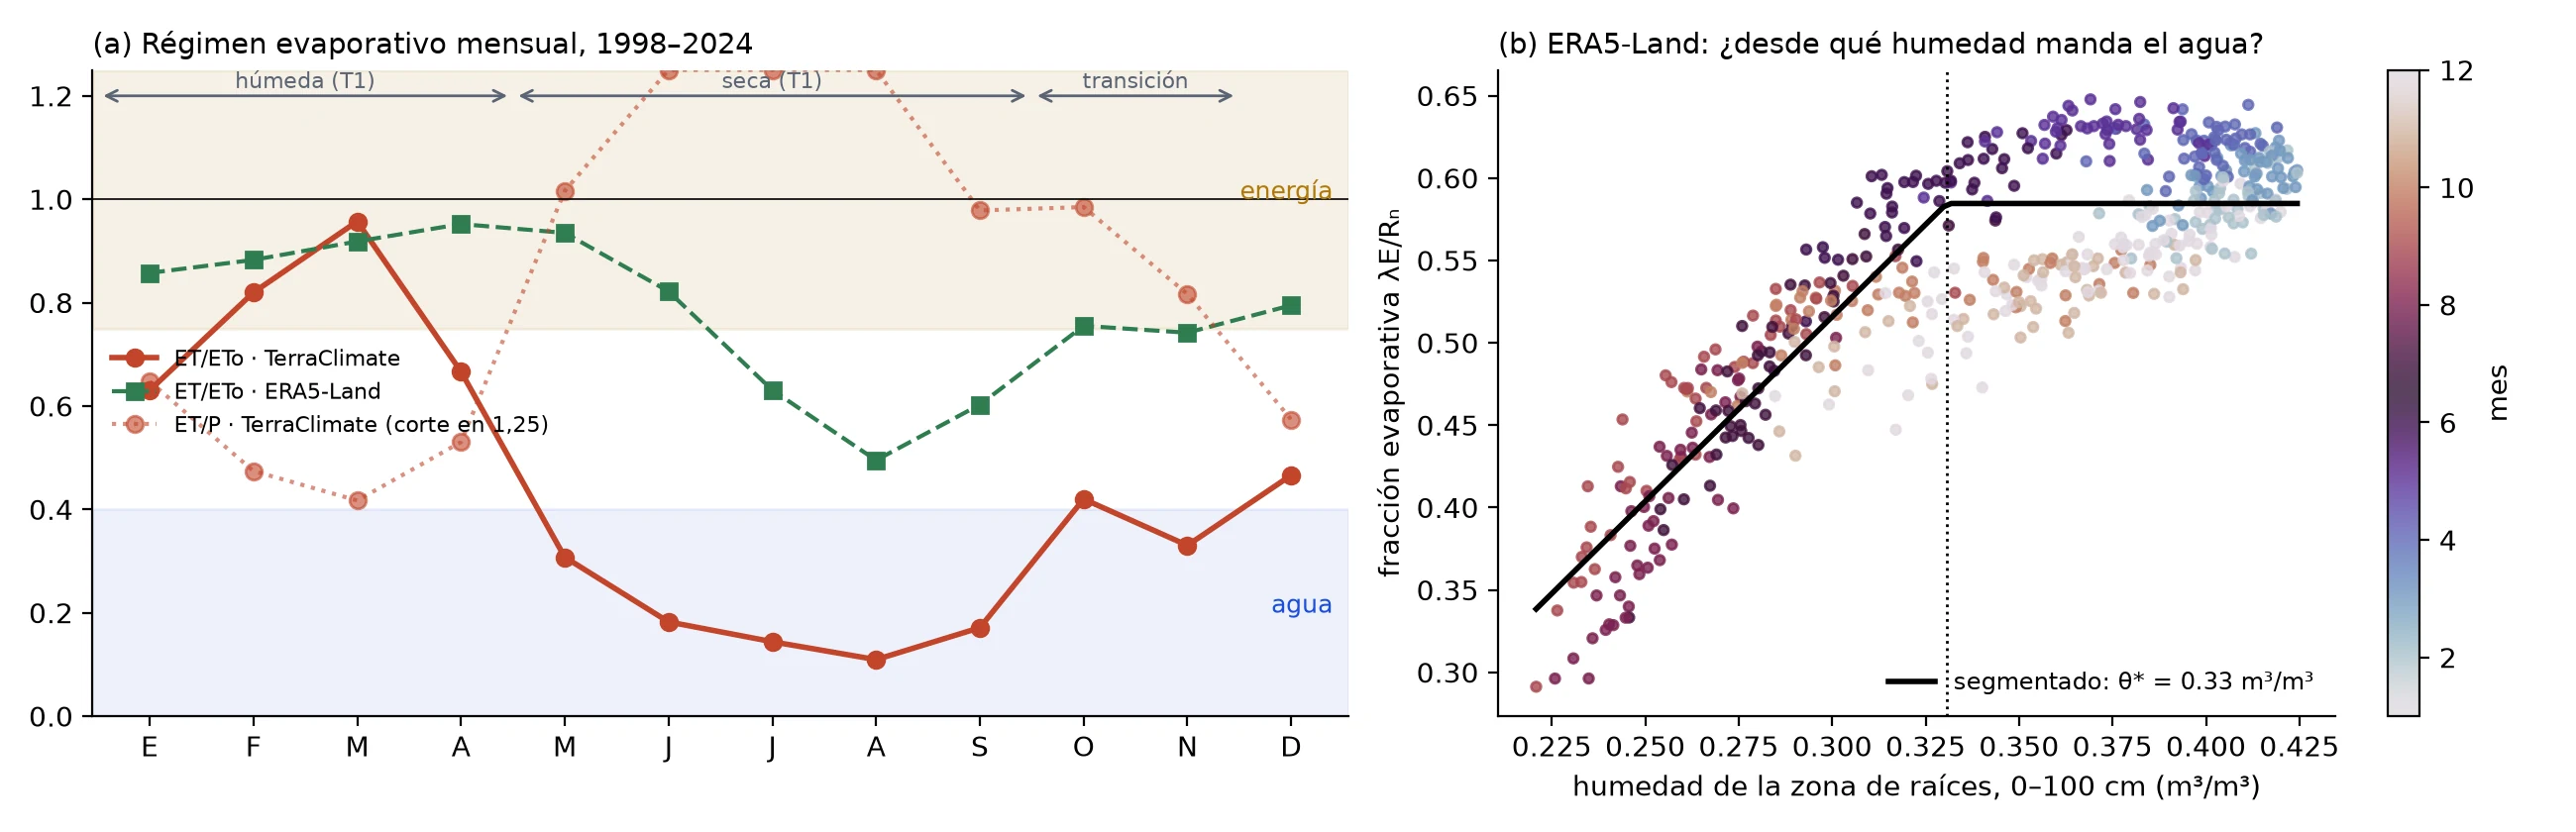 (a) Régimen evaporativo mensual, 1998–2024
húmeda (T1)
seca (T1)
transición
energía
agua
ET/ETo · TerraClimate
ET/ETo · ERA5-Land
ET/P · TerraClimate (corte en 1,25)
1.2
1.0
0.8
0.6
0.4
0.2
0.0
E F M A M J J A S O N D
(b) ERA5-Land: ¿desde qué humedad manda el agua?
fracción evaporativa λE/Rₙ
0.65
0.60
0.55
0.50
0.45
0.40
0.35
0.30
segmentado: θ* = 0.33 m³/m³
0.225 0.250 0.275 0.300 0.325 0.350 0.375 0.400 0.425
humedad de la zona de raíces, 0–100 cm (m³/m³)
12
10
8
6
4
2
mes